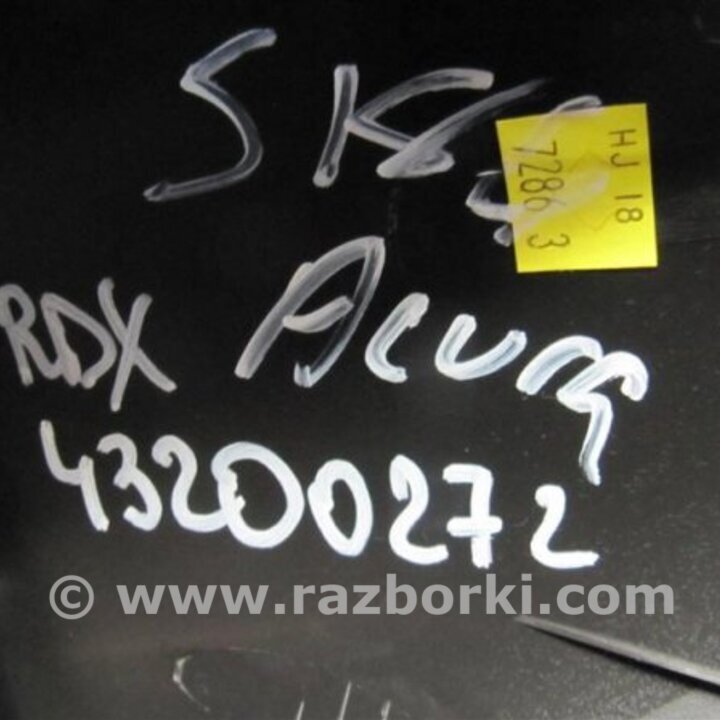 HJ 18
7286 3
RDX Acura
43200272
© www.razborki.com